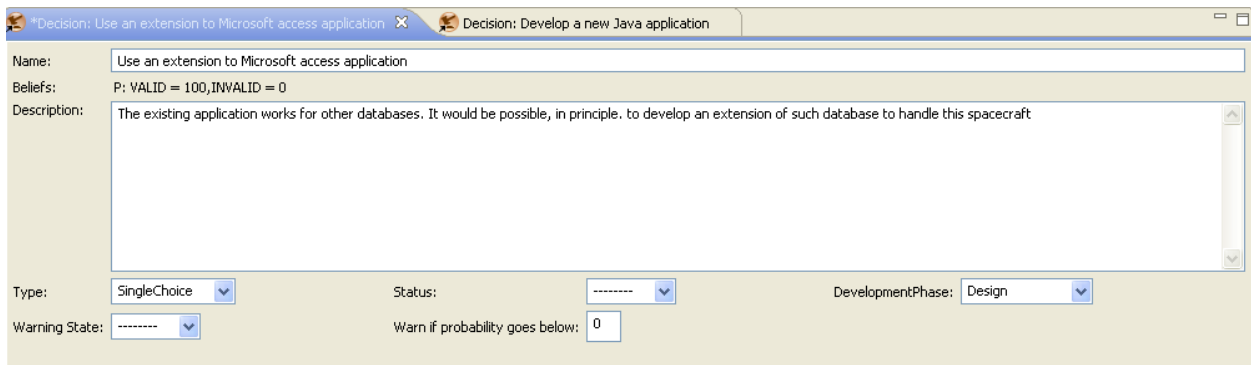 *Decision: Use an extension to Microsoft access application Decision: Develop a new Java application
Name: Use an extension to Microsoft access application
Beliefs: P: VALID = 100,INVALID = 0
Description: The existing application works for other databases. It would be possible, in principle. to develop an extension of such database to handle this spacecraft
Type: SingleChoice Status: -------- DevelopmentPhase: Design
Warning State: -------- Warn if probability goes below: 0